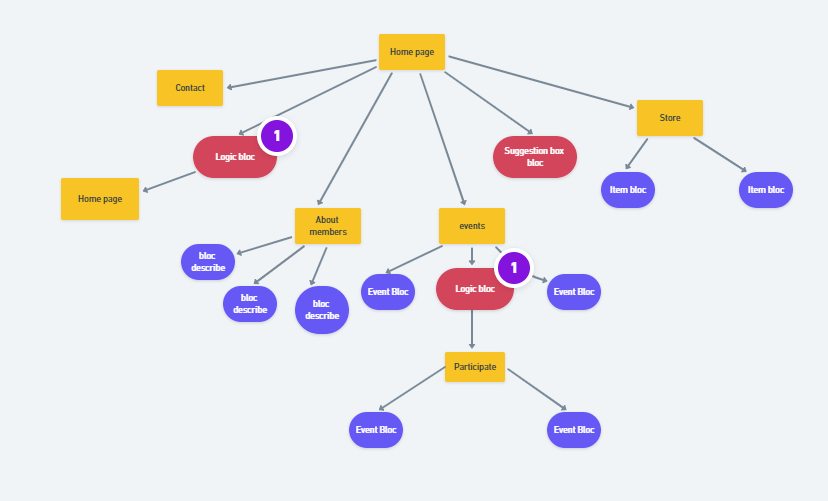 Home page
Contact
Store
1
Logic bloc
Suggestion box
bloc
Home page
Item bloc
Item bloc
About
members
events
bloc
describe
bloc
describe
bloc
describe
Event Bloc
1
Logic bloc
Event Bloc
Participate
Event Bloc
Event Bloc